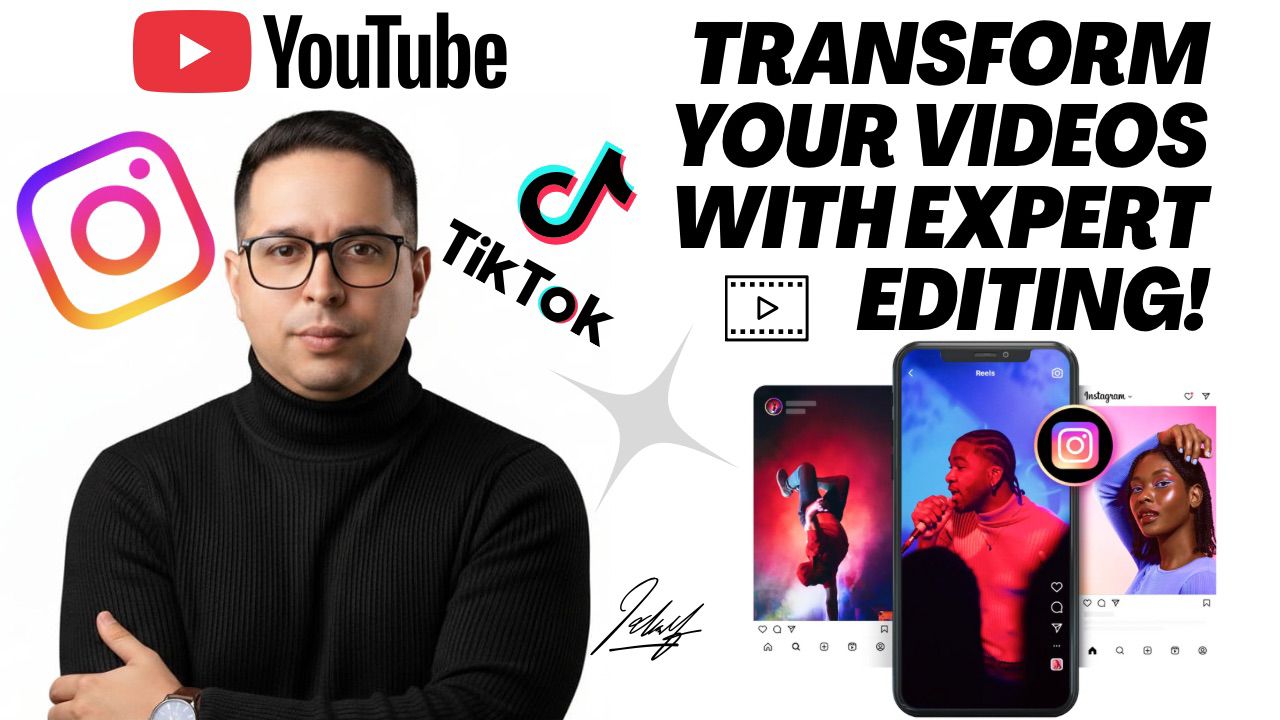 YouTube
TRANSFORM
YOUR VIDEOS
WITH EXPERT
EDITING!
TikTok
Reels
Instagram